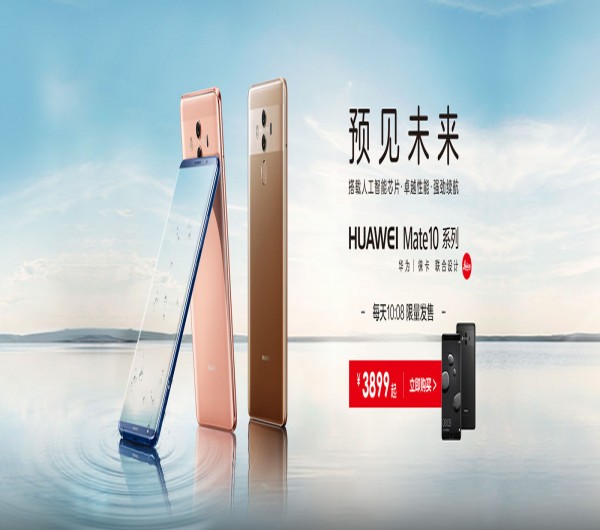 预见未来
搭载人工智能芯片·卓越性能·强劲续航
HUAWEI Mate10 系列
华为 | 徕卡 联合设计
Leica
- 每天10:08 限量发售 -
¥3899起 | 立即购买 >